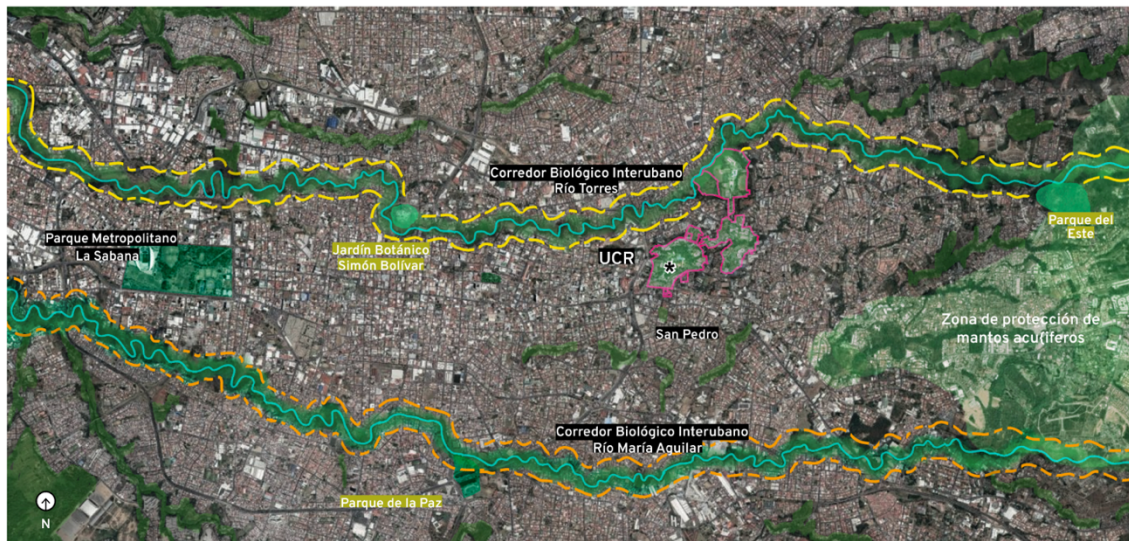 Corredor Biológico Interubano
Río Torres
Parque Metropolitano
La Sabana
Jardín Botánico
Simón Bolívar
UCR
*
Parque del
Este
Zona de protección de
mantos acuíferos
San Pedro
Corredor Biológico Interubano
Río María Aguilar
Parque de la Paz
N